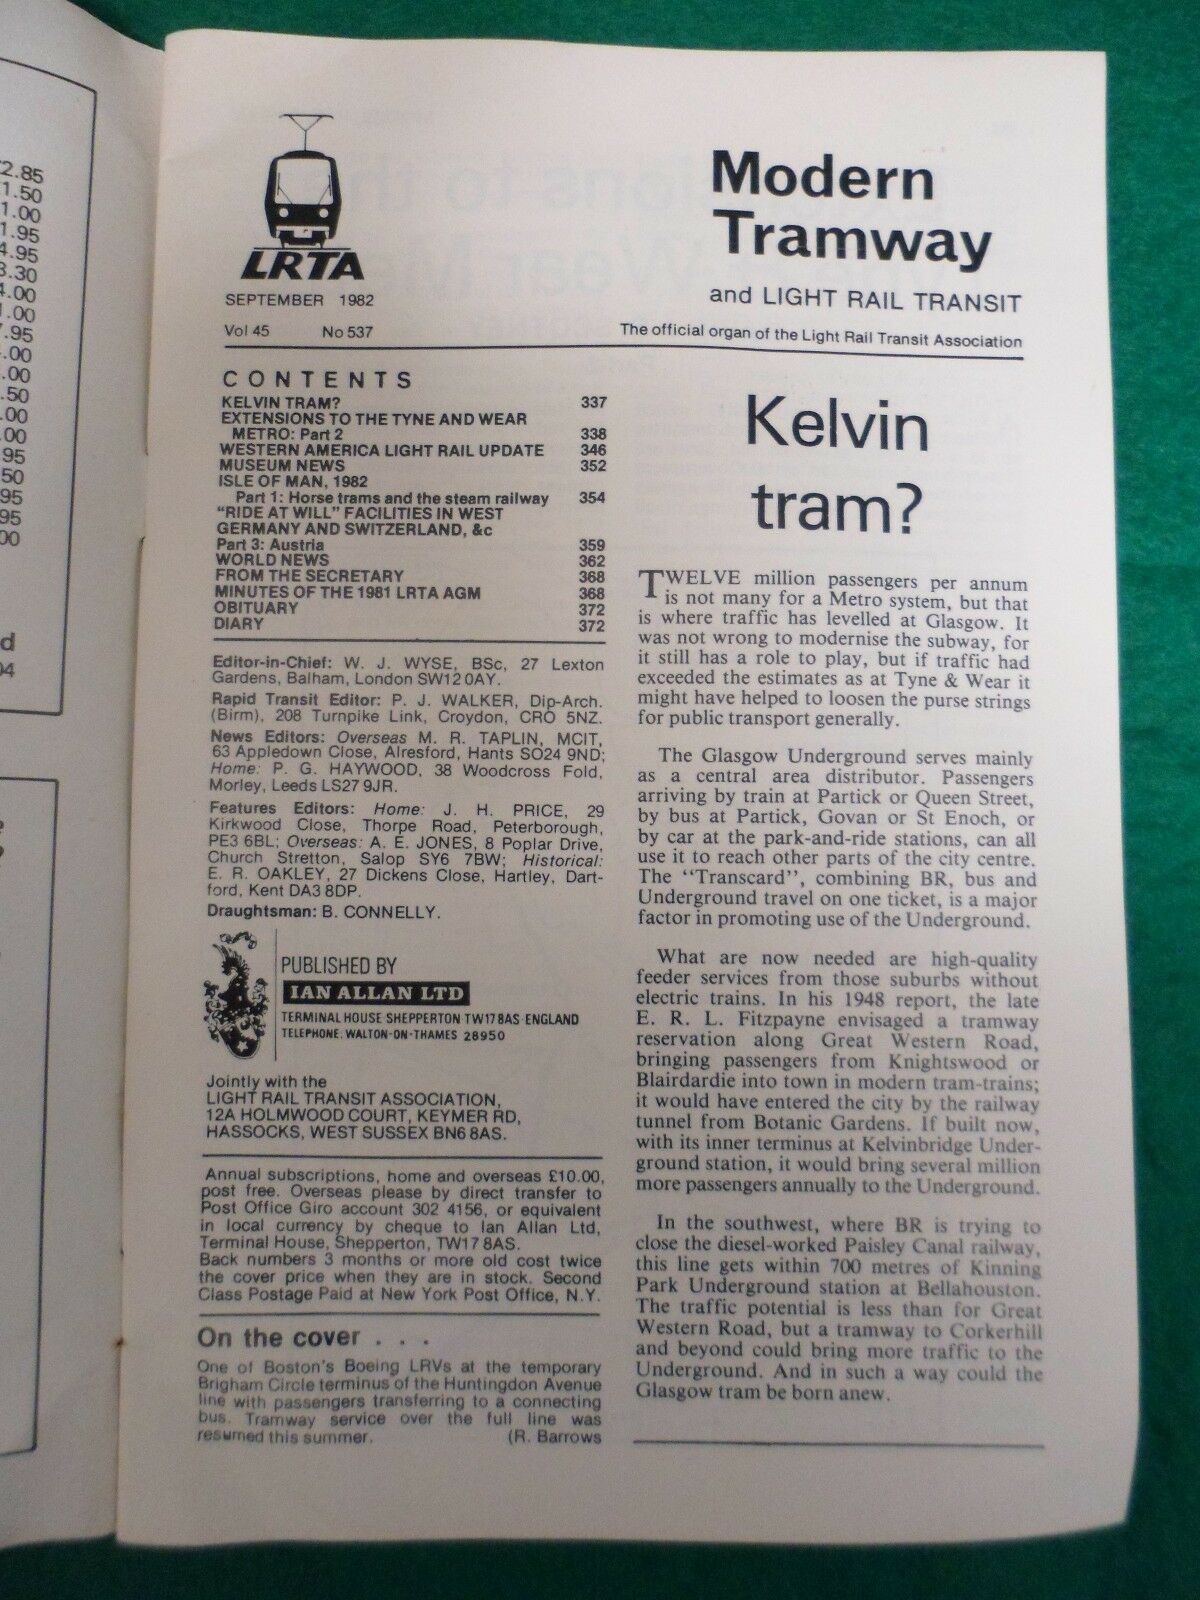 2.85
1.50
1.00
1.95
4.95
3.30
4.00
1.00
7.95
.00
.00
.50
.00
.00
95
50
95
95
00
d
04
LRTA
SEPTEMBER 1982
Vol 45 No 537
Modern
Tramway
and LIGHT RAIL TRANSIT
The official organ of the Light Rail Transit Association
CONTENTS
KELVIN TRAM? 337
EXTENSIONS TO THE TYNE AND WEAR
METRO: Part 2 338
WESTERN AMERICA LIGHT RAIL UPDATE 346
MUSEUM NEWS 352
ISLE OF MAN, 1982
Part 1: Horse trams and the steam railway 354
"RIDE AT WILL" FACILITIES IN WEST
GERMANY AND SWITZERLAND, &c
Part 3: Austria 359
WORLD NEWS 362
FROM THE SECRETARY 368
MINUTES OF THE 1981 LRTA AGM 368
OBITUARY 372
DIARY 372
Editor-in-Chief: W. J. WYSE, BSc, 27 Lexton
Gardens, Balham, London SW12 0AY.
Rapid Transit Editor: P. J. WALKER, Dip-Arch.
(Birm), 208 Turnpike Link, Croydon, CR0 5NZ.
News Editors: Overseas M. R. TAPLIN, MCIT,
63 Appledown Close, Alresford, Hants SO24 9ND;
Home: P. G. HAYWOOD, 38 Woodcross Fold,
Morley, Leeds LS27 9JR.
Features Editors: Home: J. H. PRICE, 29
Kirkwood Close, Thorpe Road, Peterborough,
PE3 6BL; Overseas: A. E. JONES, 8 Poplar Drive,
Church Stretton, Salop SY6 7BW; Historical:
E. R. OAKLEY, 27 Dickens Close, Hartley, Dart-
ford, Kent DA3 8DP.
Draughtsman: B. CONNELLY.
PUBLISHED BY
IAN ALLAN LTD
TERMINAL HOUSE SHEPPERTON TW17 8AS ENGLAND
TELEPHONE: WALTON-ON-THAMES 28950
Jointly with the
LIGHT RAIL TRANSIT ASSOCIATION,
12A HOLMWOOD COURT, KEYMER RD,
HASSOCKS, WEST SUSSEX BN6 8AS.
Annual subscriptions, home and overseas £10.00,
post free. Overseas please by direct transfer to
Post Office Giro account 302 4156, or equivalent
in local currency by cheque to Ian Allan Ltd,
Terminal House, Shepperton, TW17 8AS.
Back numbers 3 months or more old cost twice
the cover price when they are in stock. Second
Class Postage Paid at New York Post Office, N.Y.
On the cover . . .
One of Boston's Boeing LRVs at the temporary
Brigham Circle terminus of the Huntingdon Avenue
line with passengers transferring to a connecting
bus. Tramway service over the full line was
resumed this summer. (R. Barrows
Kelvin
tram?
TWELVE million passengers per annum
is not many for a Metro system, but that
is where traffic has levelled at Glasgow. It
was not wrong to modernise the subway, for
it still has a role to play, but if traffic had
exceeded the estimates as at Tyne & Wear it
might have helped to loosen the purse strings
for public transport generally.
The Glasgow Underground serves mainly
as a central area distributor. Passengers
arriving by train at Partick or Queen Street,
by bus at Partick, Govan or St Enoch, or
by car at the park-and-ride stations, can all
use it to reach other parts of the city centre.
The "Transcard", combining BR, bus and
Underground travel on one ticket, is a major
factor in promoting use of the Underground.
What are now needed are high-quality
feeder services from those suburbs without
electric trains. In his 1948 report, the late
E. R. L. Fitzpayne envisaged a tramway
reservation along Great Western Road,
bringing passengers from Knightswood or
Blairdardie into town in modern tram-trains;
it would have entered the city by the railway
tunnel from Botanic Gardens. If built now,
with its inner terminus at Kelvinbridge Under-
ground station, it would bring several million
more passengers annually to the Underground.
In the southwest, where BR is trying to
close the diesel-worked Paisley Canal railway,
this line gets within 700 metres of Kinning
Park Underground station at Bellahouston.
The traffic potential is less than for Great
Western Road, but a tramway to Corkerhill
and beyond could bring more traffic to the
Underground. And in such a way could the
Glasgow tram be born anew.